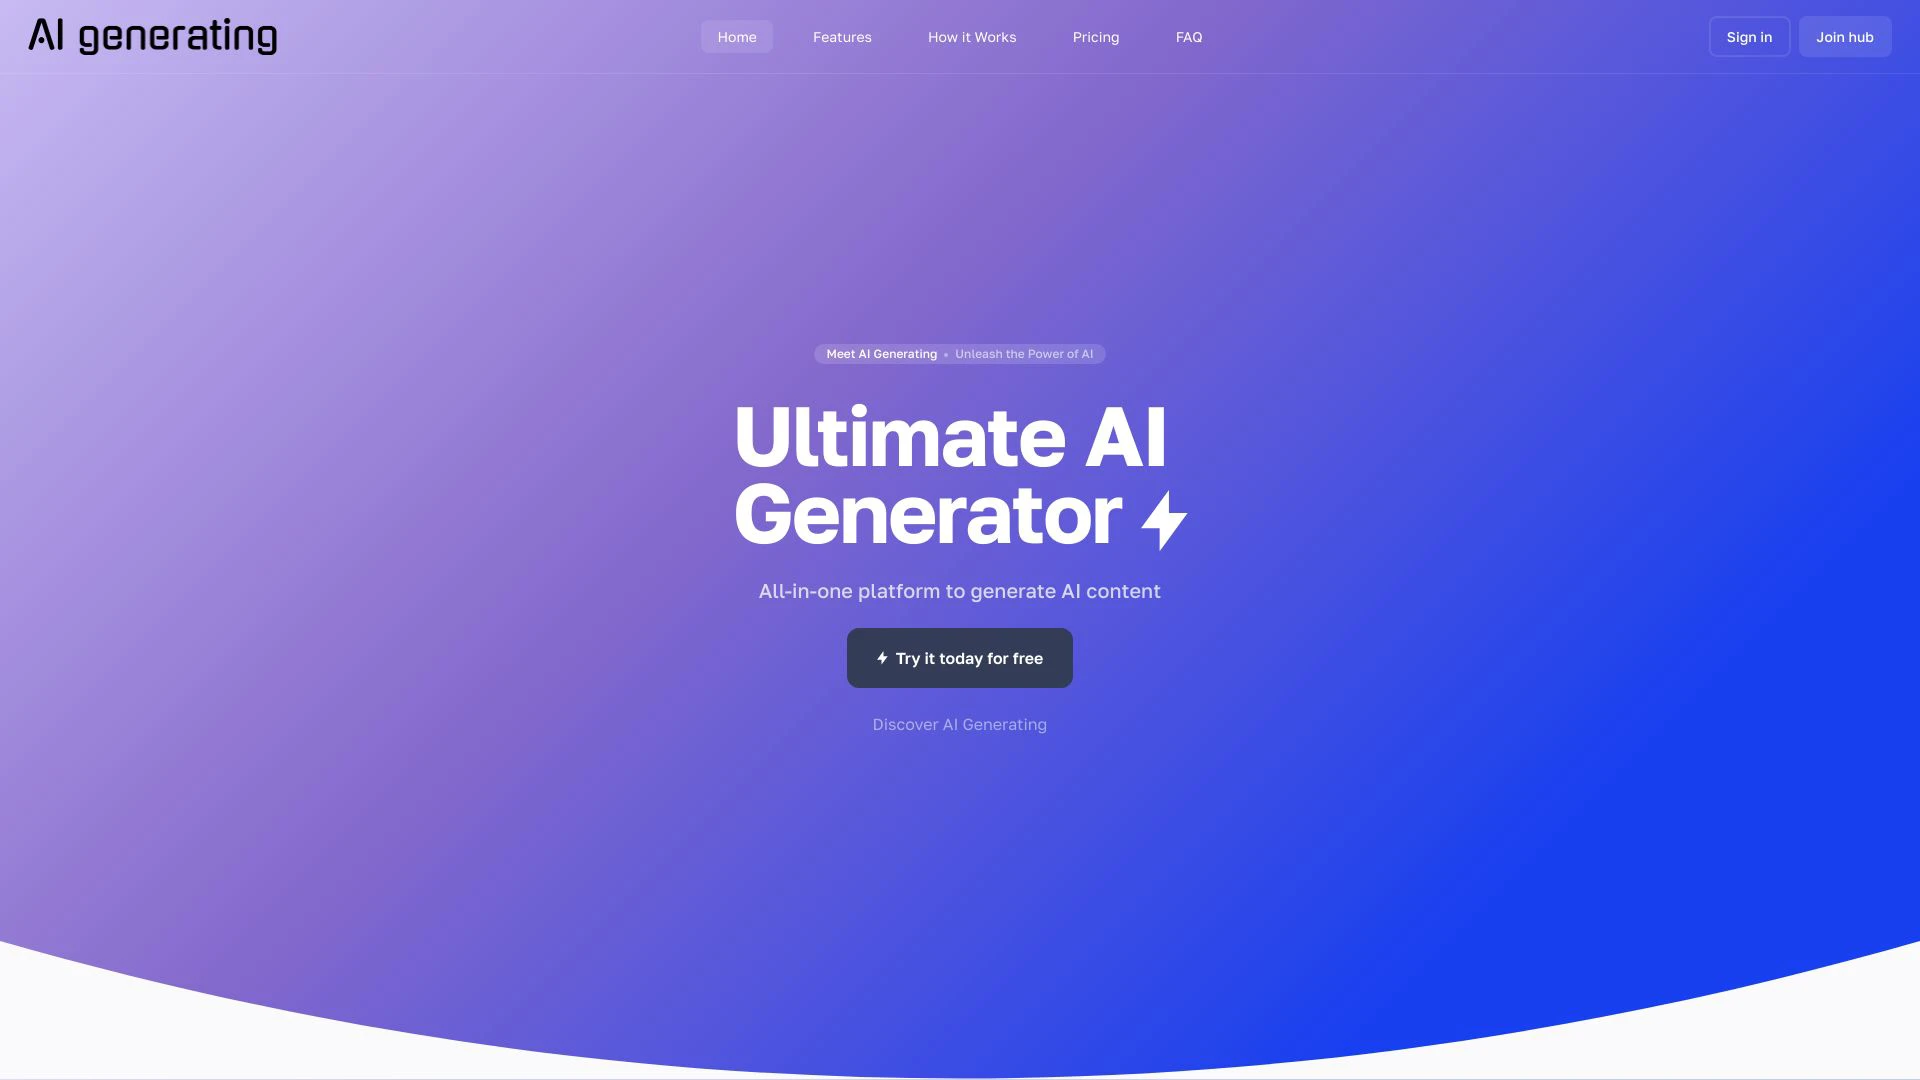 AI generating
Home
Features
How it Works
Pricing
FAQ
Sign in
Join hub
Meet AI Generating • Unleash the Power of AI
Ultimate AI
Generator
All-in-one platform to generate AI content
Try it today for free
Discover AI Generating